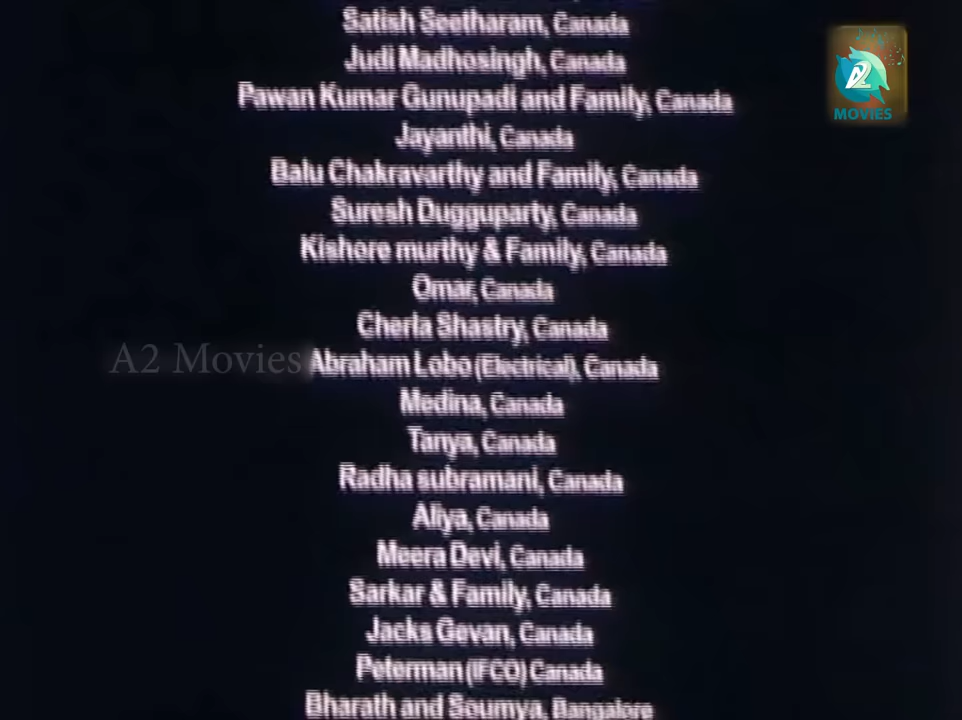 Satish Seetharam, Canada
Judi Madhosingh, Canada
Pawan Kumar Gunupadi and Family, Canada
Jayanthi, Canada
Balu Chakravarthy and Family, Canada
Suresh Dugguparty, Canada
Kishore murthy & Family, Canada
Omar, Canada
Cherla Shastry, Canada
Abraham Lobo (Electrical), Canada
Medina, Canada
Tanya, Canada
Radha subramani, Canada
Aliya, Canada
Meera Devi, Canada
Sarkar & Family, Canada
Jacks Gevan, Canada
Peterman (IFCO) Canada
Bharath and Soumya, Bangalore
A2
MOVIES
A2 Movies